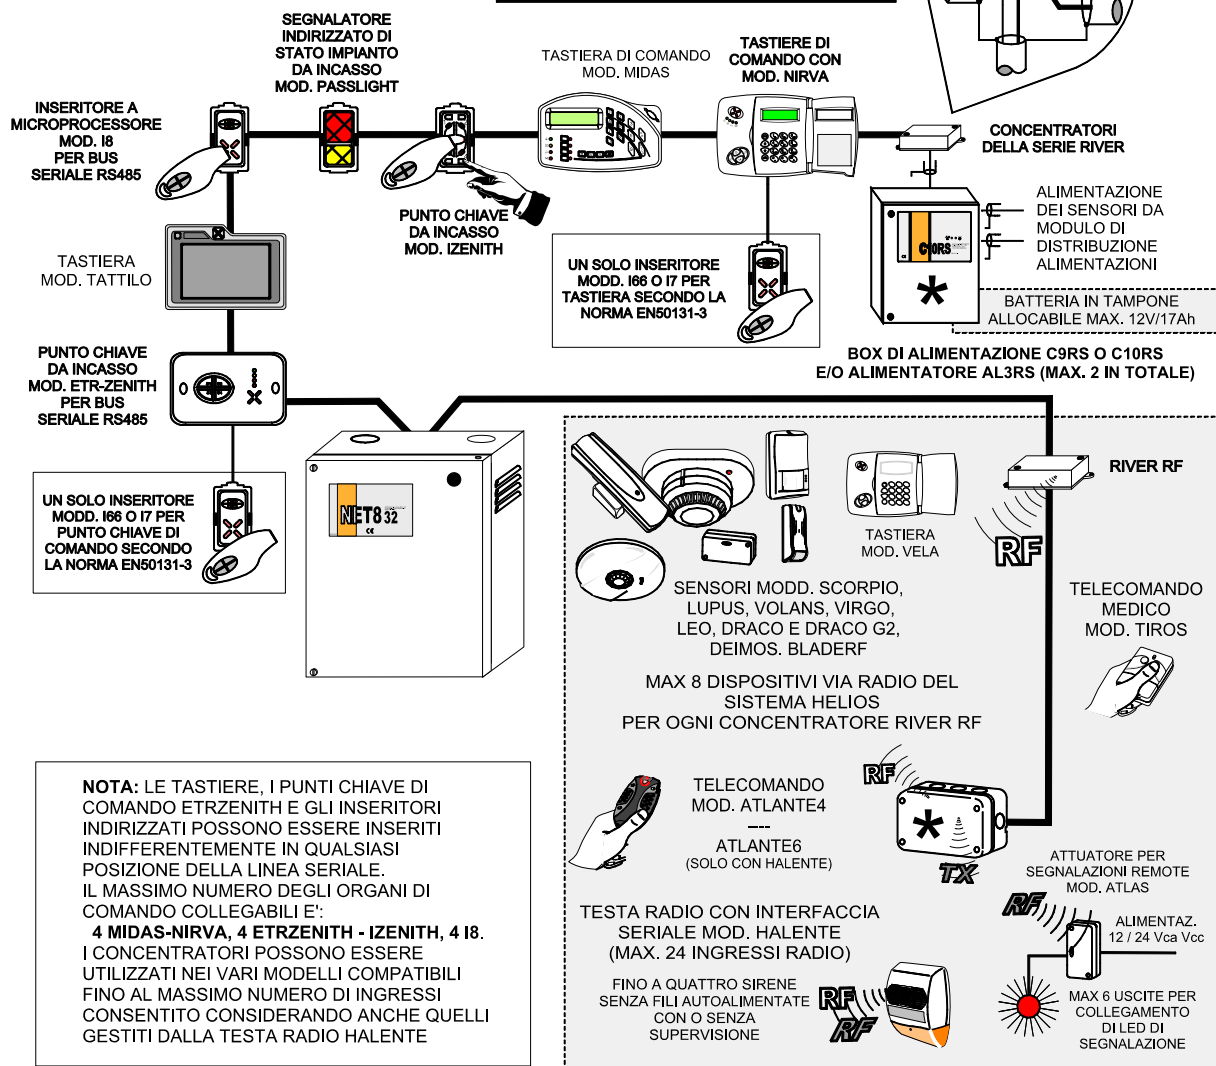 SEGNALATORE
INDIRIZZATO DI
STATO IMPIANTO
DA INCASSO
MOD. PASSLIGHT
TASTIERA DI COMANDO
MOD. MIDAS
TASTIERE DI
COMANDO CON
MOD. NIRVA
INSERITORE A
MICROPROCESSORE
MOD. I8
PER BUS
SERIALE RS485
CONCENTRATORI
DELLA SERIE RIVER
PUNTO CHIAVE
DA INCASSO
MOD. IZENITH
ALIMENTAZIONE
DEI SENSORI DA
MODULO DI
DISTRIBUZIONE
ALIMENTAZIONI
C10RS
*
TASTIERA
MOD. TATTILO
UN SOLO INSERITORE
MODD. I66 O I7 PER
TASTIERA SECONDO LA
NORMA EN50131-3
BATTERIA IN TAMPONE
ALLOCABILE MAX. 12V/17Ah
BOX DI ALIMENTAZIONE C9RS O C10RS
E/O ALIMENTATORE AL3RS (MAX. 2 IN TOTALE)
PUNTO CHIAVE
DA INCASSO
MOD. ETR-ZENITH
PER BUS
SERIALE RS485
UN SOLO INSERITORE
MODD. I66 O I7 PER
PUNTO CHIAVE DI
COMANDO SECONDO
LA NORMA EN50131-3
NET8 32
CE
RIVER RF
RF
TASTIERA
MOD. VELA
SENSORI MODD. SCORPIO,
LUPUS, VOLANS, VIRGO,
LEO, DRACO E DRACO G2,
DEIMOS. BLADERF
TELECOMANDO
MEDICO
MOD. TIROS
MAX 8 DISPOSITIVI VIA RADIO DEL
SISTEMA HELIOS
PER OGNI CONCENTRATORE RIVER RF
RF
TELECOMANDO
MOD. ATLANTE4
----
ATLANTE6
(SOLO CON HALENTE)
*
TX
TESTA RADIO CON INTERFACCIA
SERIALE MOD. HALENTE
(MAX. 24 INGRESSI RADIO)
ATTUATORE PER
SEGNALAZIONI REMOTE
MOD. ATLAS
RF
ALIMENTAZ.
12 / 24 Vca Vcc
FINO A QUATTRO SIRENE
SENZA FILI AUTOALIMENTATE
CON O SENZA
SUPERVISIONE
RF
RF
MAX 6 USCITE PER
COLLEGAMENTO
DI LED DI
SEGNALAZIONE
NOTA: LE TASTIERE, I PUNTI CHIAVE DI
COMANDO ETRZENITH E GLI INSERITORI
INDIRIZZATI POSSONO ESSERE INSERITI
INDIFFERENTEMENTE IN QUALSIASI
POSIZIONE DELLA LINEA SERIALE.
IL MASSIMO NUMERO DEGLI ORGANI DI
COMANDO COLLEGABILI E':
4 MIDAS-NIRVA, 4 ETRZENITH - IZENITH, 4 I8.
I CONCENTRATORI POSSONO ESSERE
UTILIZZATI NEI VARI MODELLI COMPATIBILI
FINO AL MASSIMO NUMERO DI INGRESSI
CONSENTITO CONSIDERANDO ANCHE QUELLI
GESTITI DALLA TESTA RADIO HALENTE